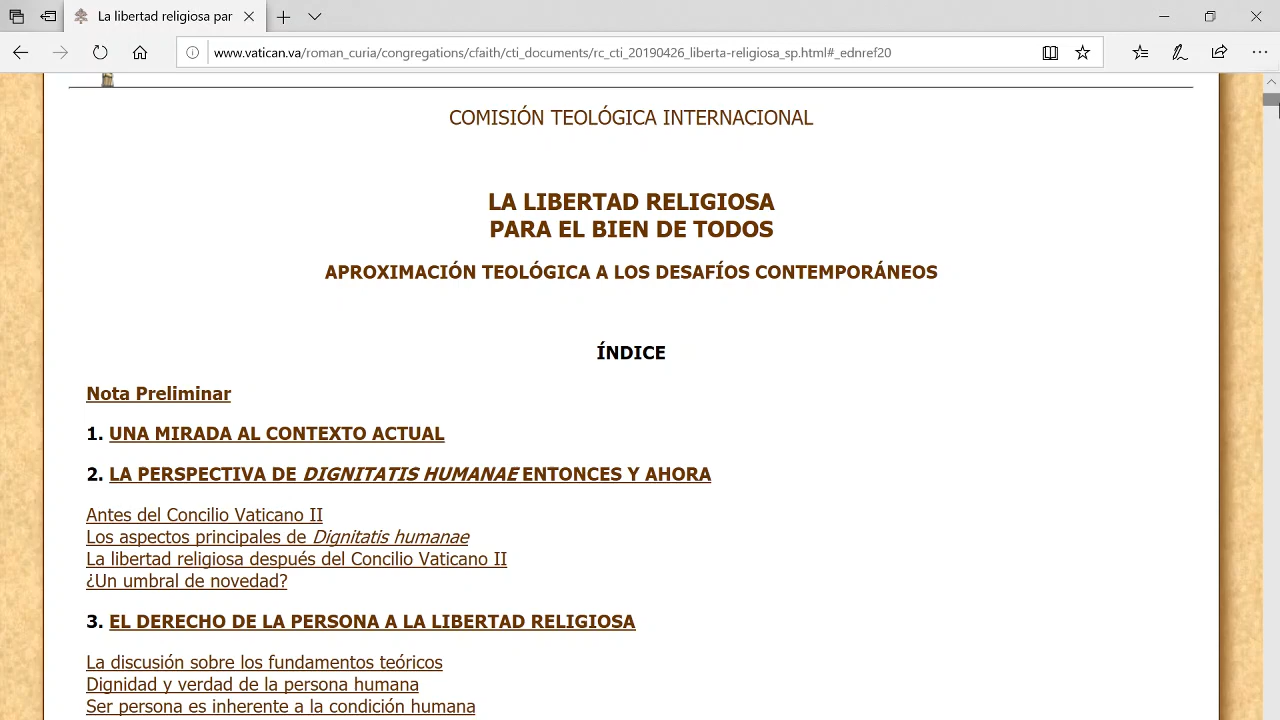 La libertad religiosa par
www.vatican.va/roman_curia/congregations/cfaith/cti_documents/rc_cti_20190426_liberta-religiosa_sp.html#_ednref20
COMISIÓN TEOLÓGICA INTERNACIONAL
LA LIBERTAD RELIGIOSA
PARA EL BIEN DE TODOS
APROXIMACIÓN TEOLÓGICA A LOS DESAFÍOS CONTEMPORÁNEOS
ÍNDICE
Nota Preliminar
1. UNA MIRADA AL CONTEXTO ACTUAL
2. LA PERSPECTIVA DE DIGNITATIS HUMANAE ENTONCES Y AHORA
Antes del Concilio Vaticano II
Los aspectos principales de Dignitatis humanae
La libertad religiosa después del Concilio Vaticano II
¿Un umbral de novedad?
3. EL DERECHO DE LA PERSONA A LA LIBERTAD RELIGIOSA
La discusión sobre los fundamentos teóricos
Dignidad y verdad de la persona humana
Ser persona es inherente a la condición humana